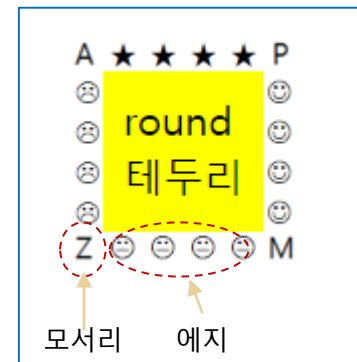 A ★ ★ ★ ★ P
☹ ☺
☹ round ☺
☹ 테두리 ☺
☹ ☺
Z 😐 😐 😐 😐 M
모서리 에지